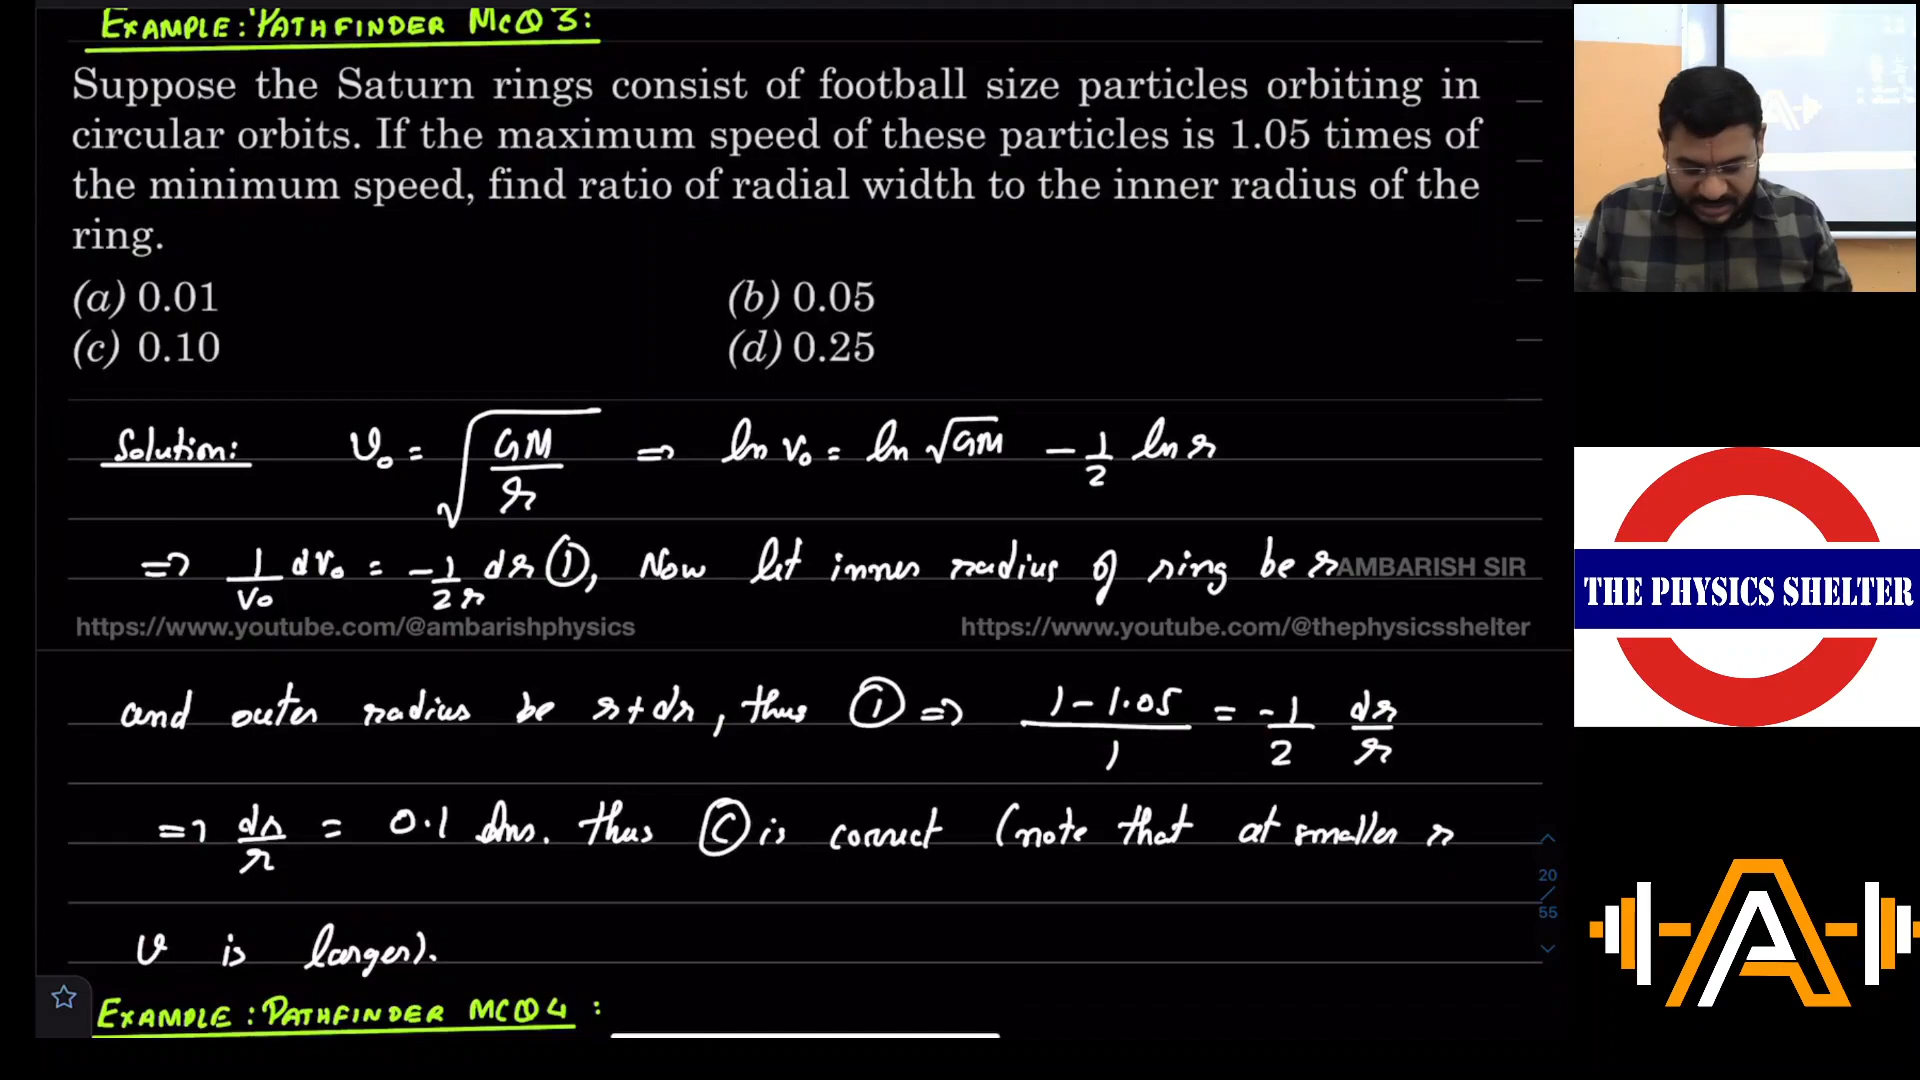 EXAMPLE: PATHFINDER MCQ 3:
Suppose the Saturn rings consist of football size particles orbiting in
circular orbits. If the maximum speed of these particles is 1.05 times of
the minimum speed, find ratio of radial width to the inner radius of the
ring.
(a) 0.01 (b) 0.05
(c) 0.10 (d) 0.25
Solution: v₀ = √(GM/r) ⇒ ln v₀ = ln √GM − 1/2 ln r
⇒ 1/v₀ dv₀ = −1/2r dr ①, Now let inner radius of ring be r
AMBARISH SIR
https://www.youtube.com/@ambarishphysics https://www.youtube.com/@thephysicsshelter
and outer radius be r+dr, thus ① ⇒ (1−1.05)/1 = −1/2 dr/r
⇒ dr/r = 0.1 Ans. thus Ⓒ is correct (note that at smaller r
v is larger).
EXAMPLE: PATHFINDER MCQ 4 :
20
55
THE PHYSICS SHELTER
A